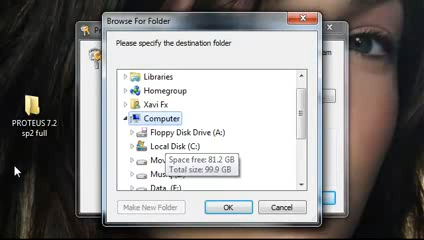 Browse For Folder
Please specify the destination folder
Libraries
Homegroup
Xavi Fx
Computer
Floppy Disk Drive (A:)
Local Disk (C:)
Space free: 81.2 GB
Total size: 99.9 GB
Data (F:)
Make New Folder
OK
Cancel
PROTEUS 7.2
sp2 full